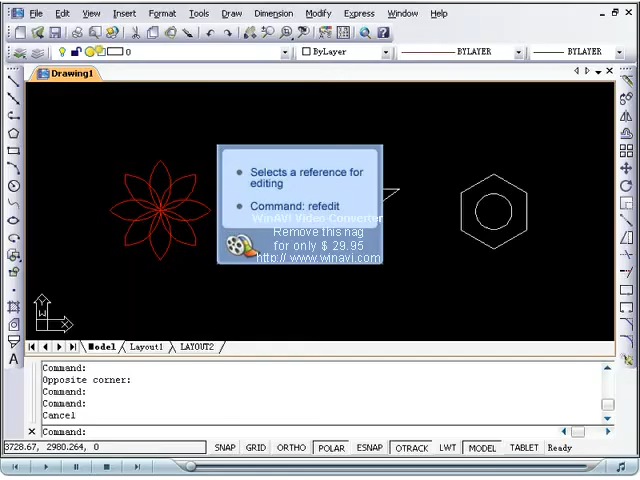 File Edit View Insert Format Tools Draw Dimension Modify Express Window Help
0 ByLayer BYLAYER BYLAYER
Drawing1
Selects a reference for
editing
Command: refedit
WinAVI Video Converter
Remove this nag
for only $ 29.95
http://www.winavi.com
Y
W
X
Model Layout1 LAYOUT2
Command:
Opposite corner:
Command:
Command:
Cancel
Command:
3728.67, 2980.264, 0 SNAP GRID ORTHO POLAR ESNAP OTRACK LWT MODEL TABLET Ready
A